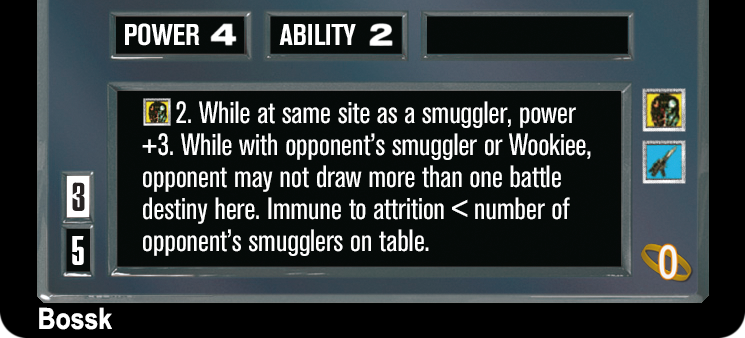 POWER 4 ABILITY 2
2. While at same site as a smuggler, power
+3. While with opponent's smuggler or Wookiee,
opponent may not draw more than one battle
destiny here. Immune to attrition < number of
opponent's smugglers on table.
3
5
0
Bossk